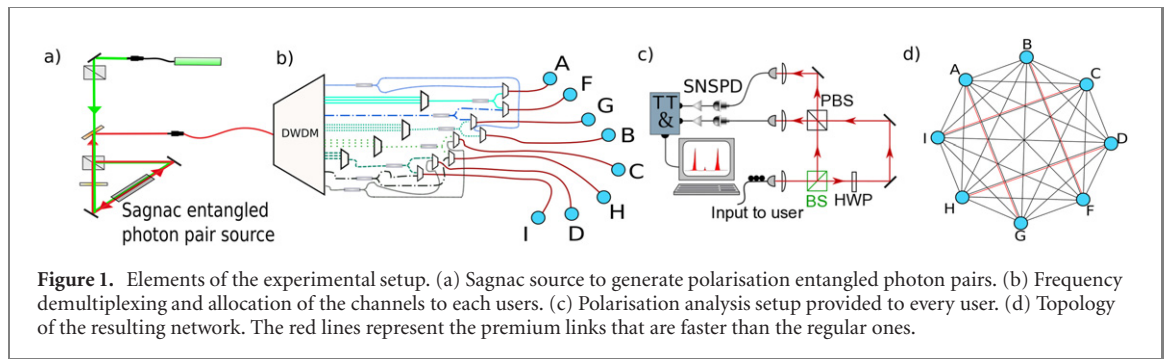 a)
Sagnac entangled
photon pair source
b)
DWDM
A
F
G
B
C
H
D
I
c)
SNSPD
TT
&
PBS
BS
HWP
Input to user
d)
B
A
C
I
D
H
F
G
Figure 1. Elements of the experimental setup. (a) Sagnac source to generate polarisation entangled photon pairs. (b) Frequency
demultiplexing and allocation of the channels to each users. (c) Polarisation analysis setup provided to every user. (d) Topology
of the resulting network. The red lines represent the premium links that are faster than the regular ones.